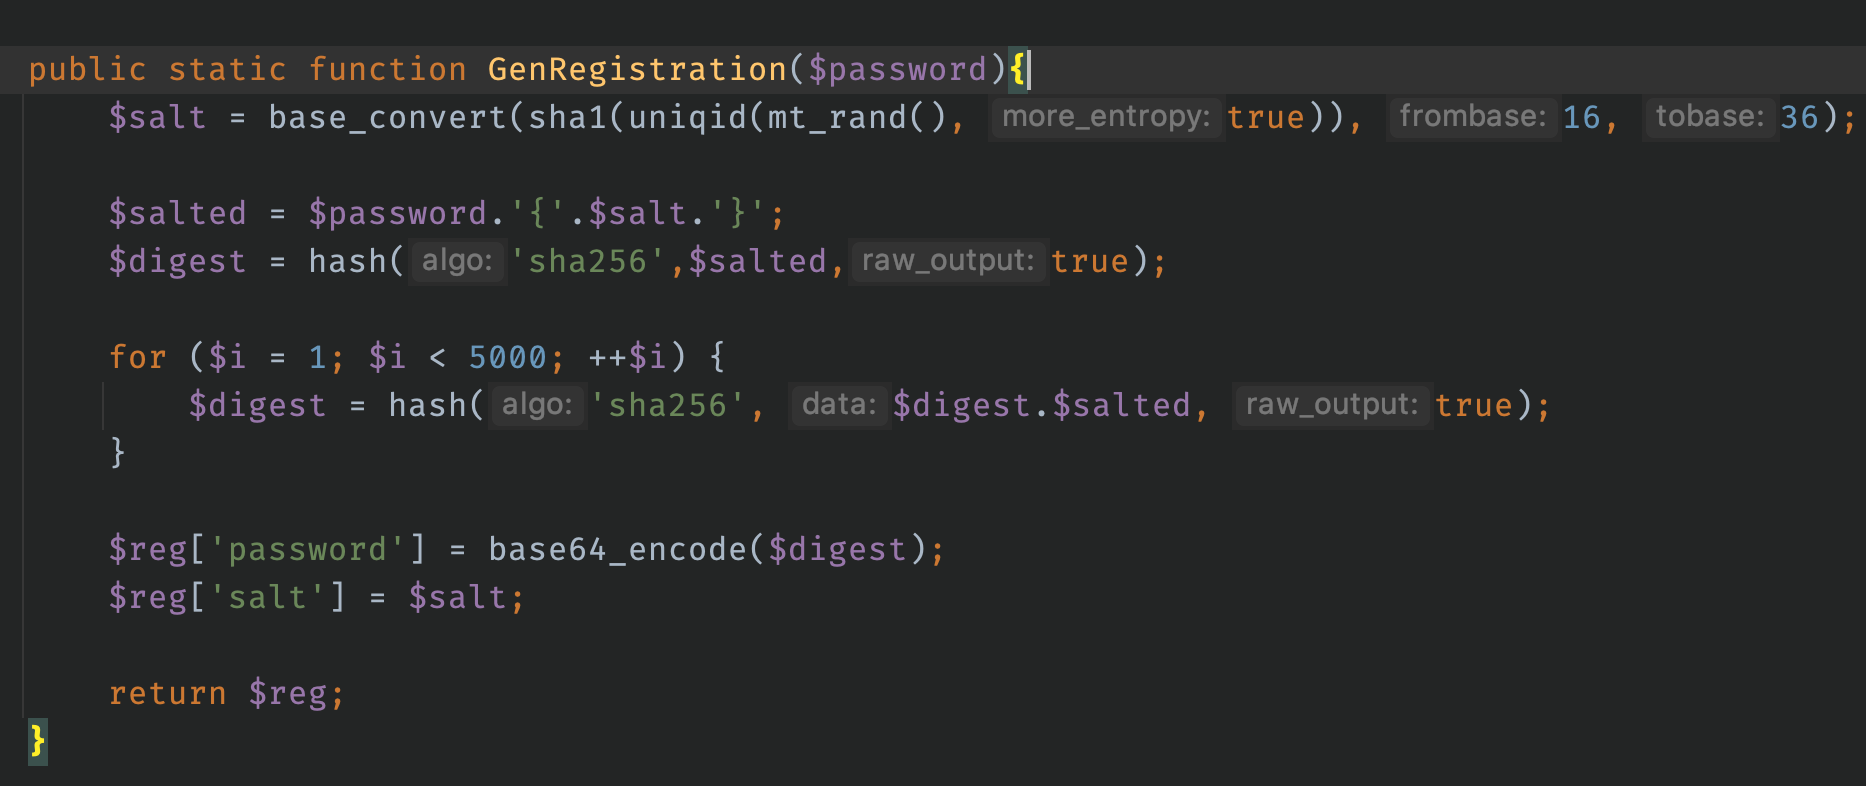 public static function GenRegistration($password){
$salt = base_convert(sha1(uniqid(mt_rand(), more_entropy: true)), frombase: 16, tobase: 36);
$salted = $password.'{'.$salt.'}';
$digest = hash( algo: 'sha256',$salted, raw_output: true);
for ($i = 1; $i < 5000; ++$i) {
$digest = hash( algo: 'sha256', data: $digest.$salted, raw_output: true);
}
$reg['password'] = base64_encode($digest);
$reg['salt'] = $salt;
return $reg;
}